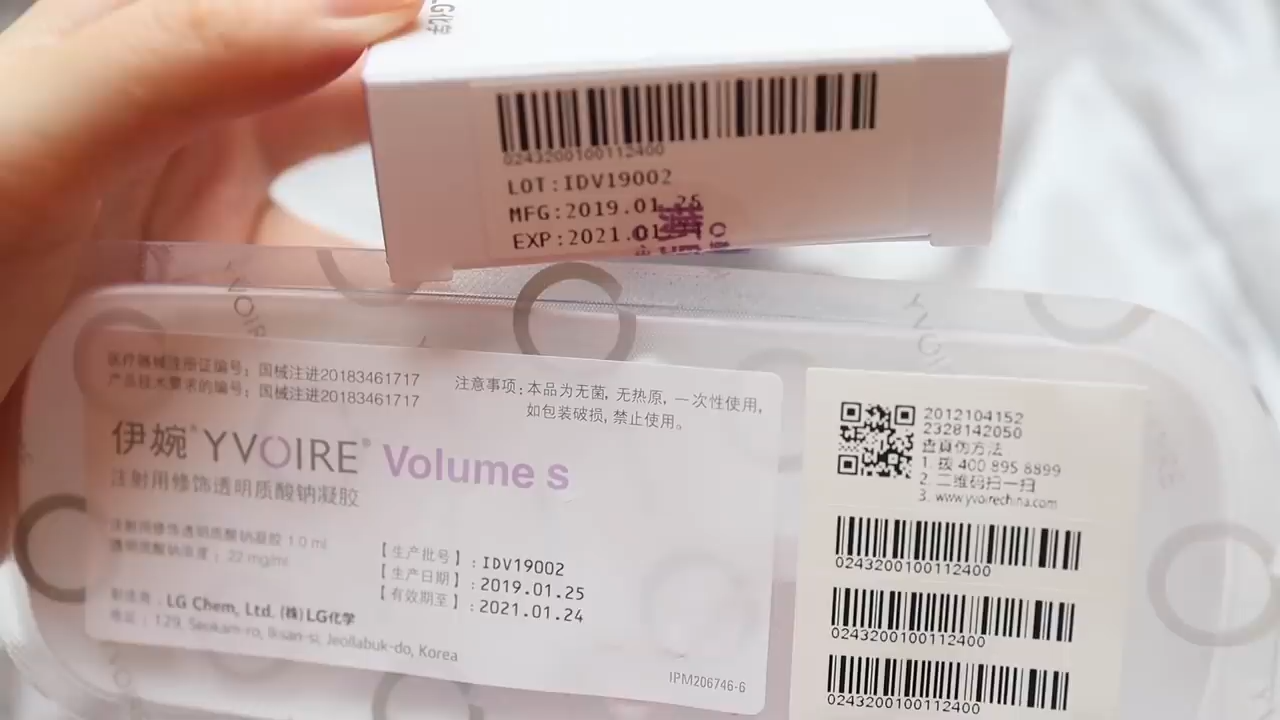 LG化学
0243200100112400
LOT:IDV19002
MFG:2019.01.25
EXP:2021.01
医疗器械注册证编号：国械注进20183461717
产品技术要求的编号：国械注进20183461717
注意事项：本品为无菌, 无热原, 一次性使用,
如包装破损, 禁止使用。
伊婉® YVOIRE® Volume s
注射用修饰透明质酸钠凝胶
注射用修饰透明质酸钠凝胶 1.0 ml
透明质酸钠浓度：22 mg/ml
【生产批号】: IDV19002
【生产日期】: 2019.01.25
【有效期至】: 2021.01.24
制造商：LG Chem, Ltd. (株)LG化学
地址：129, Seokam-ro, Iksan-si, Jeollabuk-do, Korea
IPM206746-6
2012104152
2328142050
查真伪方法
1. 拨 400 895 8899
2. 二维码扫一扫
3. www.yvoirechina.com
0243200100112400
0243200100112400
0243200100112400
YVOIRE
YVOIRE